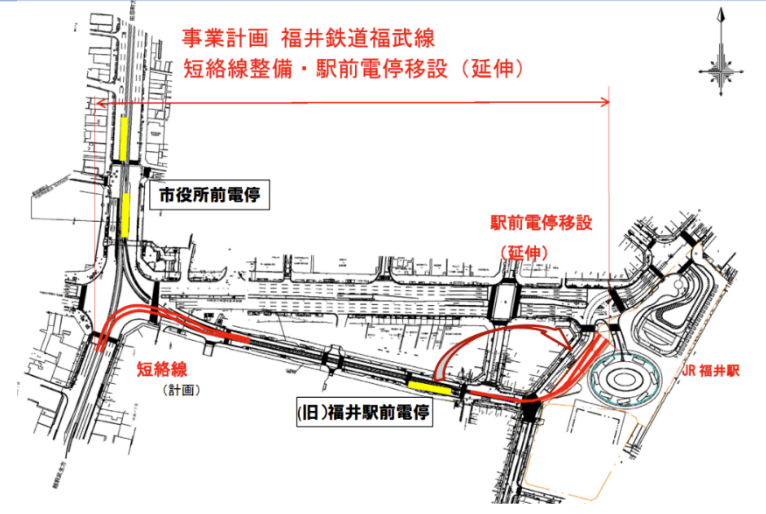 事業計画 福井鉄道福武線
短絡線整備・駅前電停移設（延伸）
市役所前電停
駅前電停移設
（延伸）
短絡線
（計画）
(旧)福井駅前電停
JR 福井駅